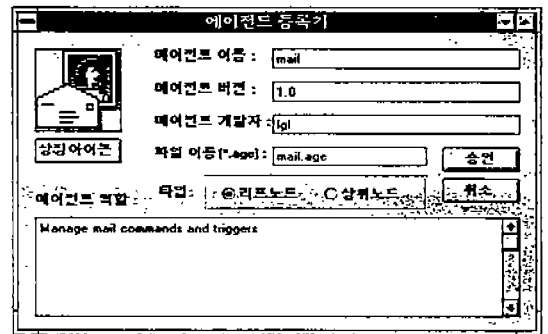 에이전트 등록기
에이전트 이름 : mail
에이전트 버전 : 1.0
에이전트 개발자 : lgl
파일 이름(*.age) : mail.age
상징아이콘
승인
타입: 리프노드 상위노드
취소
에이전트 역할 :
Manage mail commands and triggers